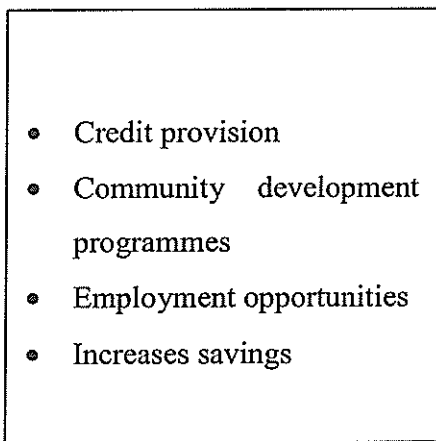 • Credit provision
• Community development
programmes
• Employment opportunities
• Increases savings